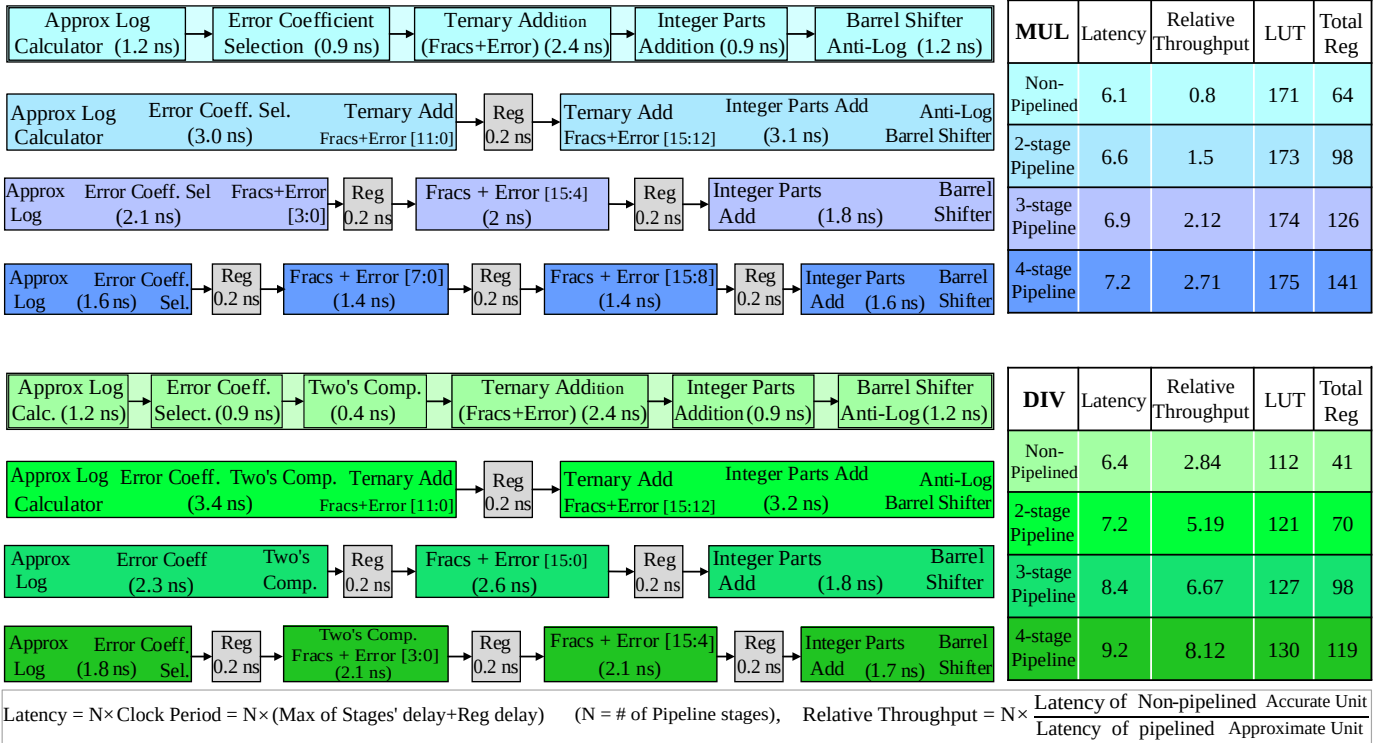 Approx Log Calculator (1.2 ns)
Error Coefficient Selection (0.9 ns)
Ternary Addition (Fracs+Error) (2.4 ns)
Integer Parts Addition (0.9 ns)
Barrel Shifter Anti-Log (1.2 ns)
Approx Log Calculator
Error Coeff. Sel. (3.0 ns)
Ternary Add Fracs+Error [11:0]
Reg 0.2 ns
Ternary Add Fracs+Error [15:12]
Integer Parts Add (3.1 ns)
Anti-Log Barrel Shifter
Approx Log
Error Coeff. Sel (2.1 ns)
Fracs+Error [3:0]
Reg 0.2 ns
Fracs + Error [15:4] (2 ns)
Reg 0.2 ns
Integer Parts Add (1.8 ns)
Barrel Shifter
Approx Log (1.6 ns)
Error Coeff. Sel.
Reg 0.2 ns
Fracs + Error [7:0] (1.4 ns)
Reg 0.2 ns
Fracs + Error [15:8] (1.4 ns)
Reg 0.2 ns
Integer Parts Add (1.6 ns)
Barrel Shifter
MUL Latency Relative Throughput LUT Total Reg
Non-Pipelined 6.1 0.8 171 64
2-stage Pipeline 6.6 1.5 173 98
3-stage Pipeline 6.9 2.12 174 126
4-stage Pipeline 7.2 2.71 175 141
Approx Log Calc. (1.2 ns)
Error Coeff. Select. (0.9 ns)
Two's Comp. (0.4 ns)
Ternary Addition (Fracs+Error) (2.4 ns)
Integer Parts Addition (0.9 ns)
Barrel Shifter Anti-Log (1.2 ns)
Approx Log Calculator
Error Coeff. (3.4 ns)
Two's Comp.
Ternary Add Fracs+Error [11:0]
Reg 0.2 ns
Ternary Add Fracs+Error [15:12]
Integer Parts Add (3.2 ns)
Anti-Log Barrel Shifter
Approx Log
Error Coeff (2.3 ns)
Two's Comp.
Reg 0.2 ns
Fracs + Error [15:0] (2.6 ns)
Reg 0.2 ns
Integer Parts Add (1.8 ns)
Barrel Shifter
Approx Log (1.8 ns)
Error Coeff. Sel.
Reg 0.2 ns
Two's Comp. Fracs + Error [3:0] (2.1 ns)
Reg 0.2 ns
Fracs + Error [15:4] (2.1 ns)
Reg 0.2 ns
Integer Parts Add (1.7 ns)
Barrel Shifter
DIV Latency Relative Throughput LUT Total Reg
Non-Pipelined 6.4 2.84 112 41
2-stage Pipeline 7.2 5.19 121 70
3-stage Pipeline 8.4 6.67 127 98
4-stage Pipeline 9.2 8.12 130 119
Latency = N×Clock Period = N×(Max of Stages' delay+Reg delay) (N = # of Pipeline stages), Relative Throughput = N× Latency of Non-pipelined Accurate Unit
Latency of pipelined Approximate Unit